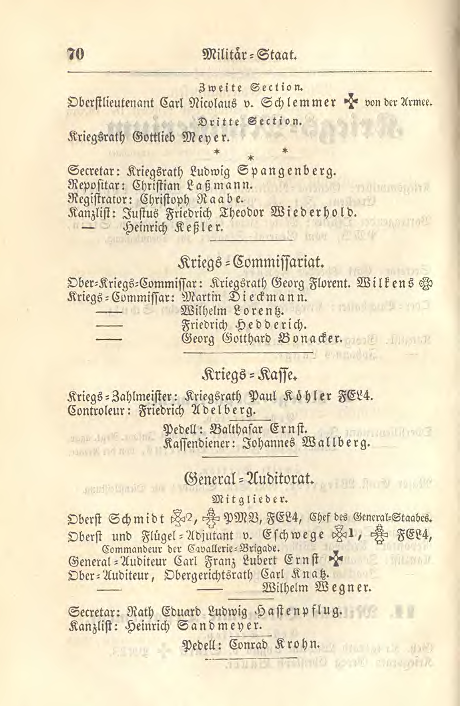 70 Militär=Staat.
Zweite Section.
Oberstlieutenant Carl Nicolaus v. Schlemmer von der Armee.
Dritte Section.
Kriegsrath Gottlieb Meyer.
* * *
Secretar: Kriegsrath Ludwig Spangenberg.
Repositar: Christian Laßmann.
Registrator: Christoph Raabe.
Kanzlist: Justus Friedrich Theodor Wiederhold.
— Heinrich Keßler.
Kriegs=Commissariat.
Ober=Kriegs=Commissar: Kriegsrath Georg Florent. Wilkens
Kriegs=Commissar: Martin Dieckmann.
— Wilhelm Lorentz.
— Friedrich Hedderich.
— Georg Gotthard Bonacker.
Kriegs=Kasse.
Kriegs=Zahlmeister: Kriegsrath Paul Köhler FEL4.
Controleur: Friedrich Adelberg.
Pedell: Balthasar Ernst.
Kassendiener: Johannes Wallberg.
General=Auditorat.
Mitglieder.
Oberst Schmidt 2, PMV, FEL4, Chef des General=Staabes.
Oberst und Flügel=Adjutant v. Eschwege 1, FEL4,
Commandeur der Cavallerie=Brigade.
General=Auditeur Carl Franz Lubert Ernst
Ober=Auditeur, Obergerichtsrath Carl Knatz.
— — Wilhelm Wegner.
Secretar: Rath Eduard Ludwig Hastenpflug.
Kanzlist: Heinrich Sandmeyer.
Pedell: Conrad Krohn.